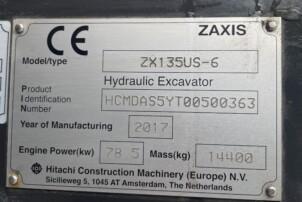 CE ZAXIS
Model/type ZX135US-6
Hydraulic Excavator
Product
Identification HCMDAS5YT00500363
Number
Year of Manufacturing 2017
Engine Power(kw) 78.5 Mass(kg) 14400
Hitachi Construction Machinery (Europe) N.V.
Sicilieweg 5, 1045 AT Amsterdam, The Netherlands